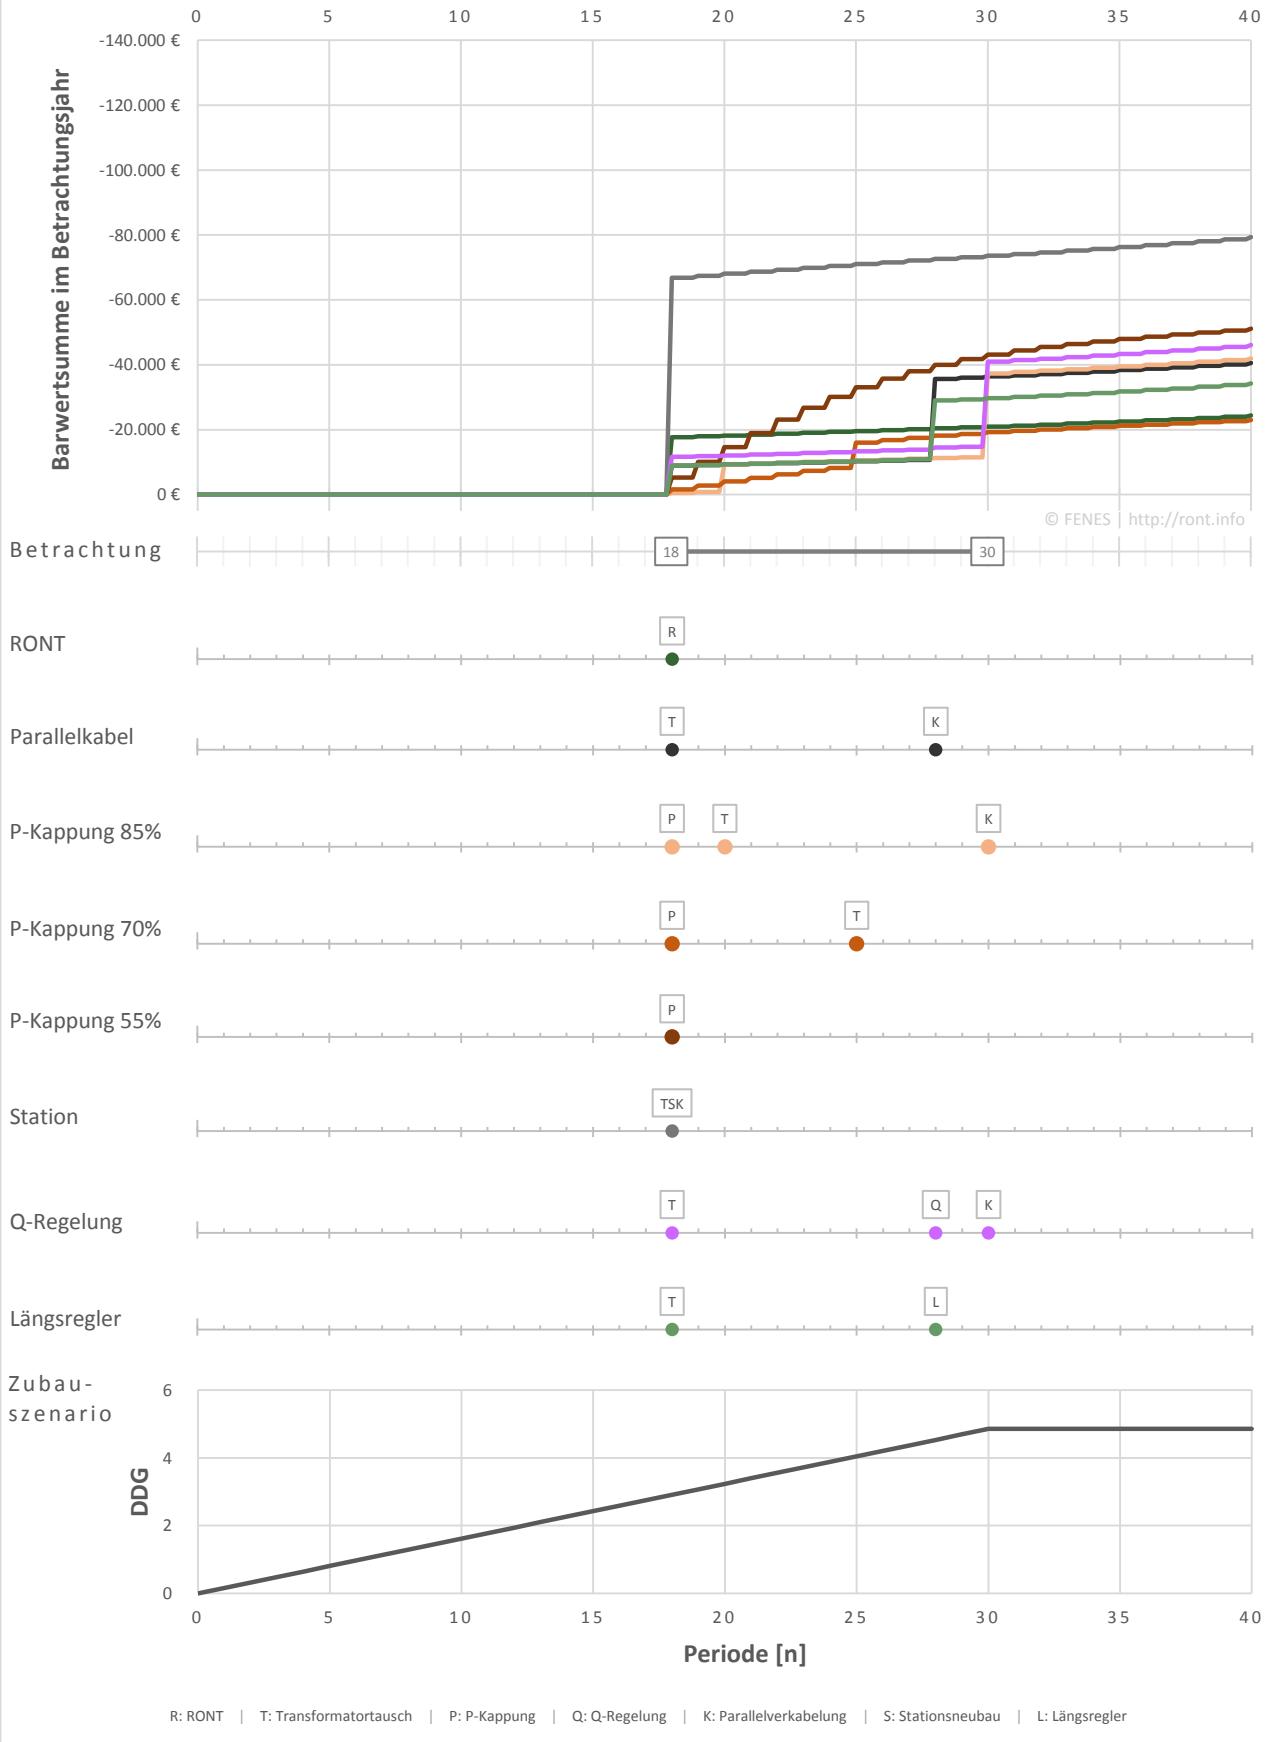 0 5 10 15 20 25 30 35 40
Barwertsumme im Betrachtungsjahr
-140.000 €
-120.000 €
-100.000 €
-80.000 €
-60.000 €
-40.000 €
-20.000 €
0 €
© FENES | http://ront.info
Betrachtung 18 30
RONT R
Parallelkabel T K
P-Kappung 85% P T K
P-Kappung 70% P T
P-Kappung 55% P
Station TSK
Q-Regelung T Q K
Längsregler T L
Zubau-
szenario
DDG
6
4
2
0
0 5 10 15 20 25 30 35 40
Periode [n]
R: RONT | T: Transformatortausch | P: P-Kappung | Q: Q-Regelung | K: Parallelverkabelung | S: Stationsneubau | L: Längsregler